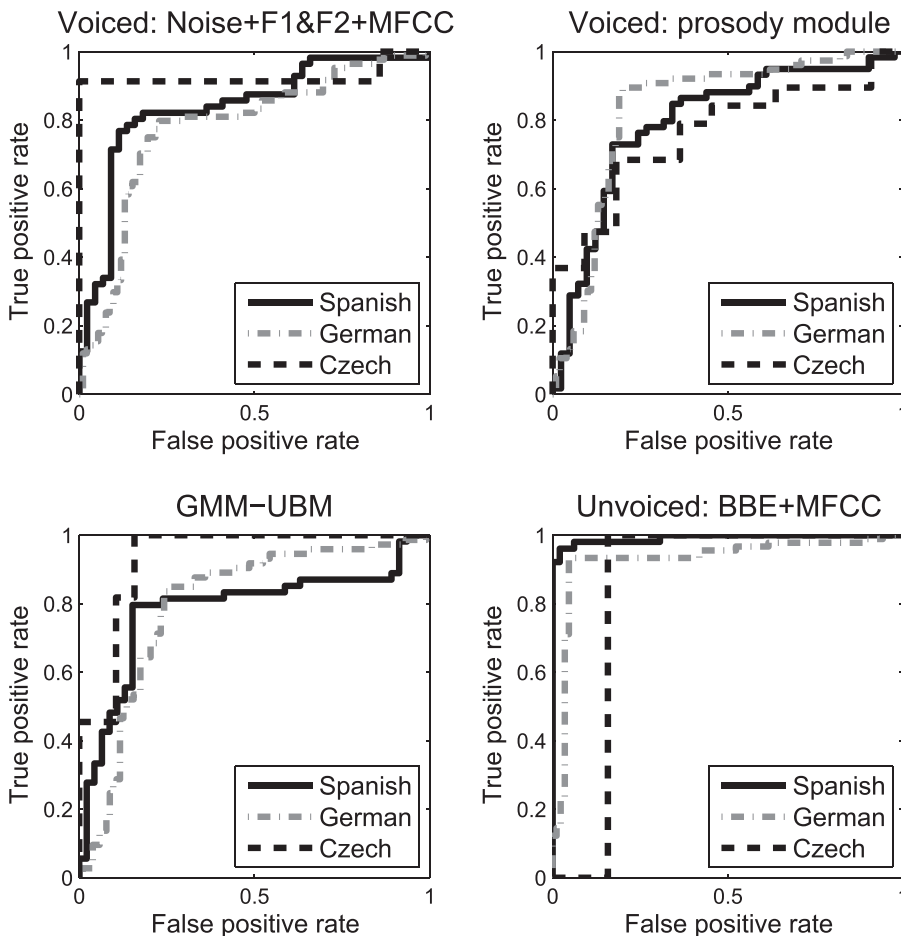 Voiced: Noise+F1&F2+MFCC
1
0.8
0.6
0.4
0.2
0
True positive rate
Spanish
German
Czech
0
0.5
1
False positive rate
Voiced: prosody module
1
0.8
0.6
0.4
0.2
0
True positive rate
Spanish
German
Czech
0
0.5
1
False positive rate
GMM−UBM
1
0.8
0.6
0.4
0.2
0
True positive rate
Spanish
German
Czech
0
0.5
1
False positive rate
Unvoiced: BBE+MFCC
1
0.8
0.6
0.4
0.2
0
True positive rate
Spanish
German
Czech
0
0.5
1
False positive rate